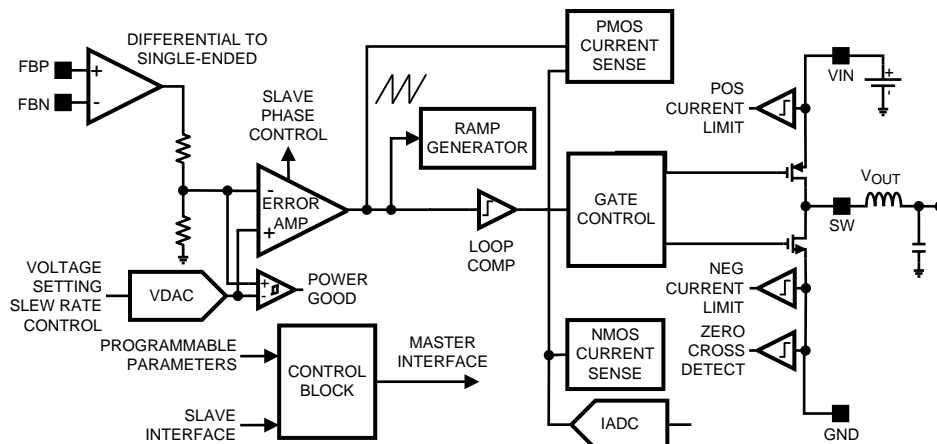 DIFFERENTIAL TO
SINGLE-ENDED
FBP
+
FBN
-
SLAVE
PHASE
CONTROL
RAMP
GENERATOR
PMOS
CURRENT
SENSE
VIN
+
-
POS
CURRENT
LIMIT
-
ERROR
AMP
+
LOOP
COMP
GATE
CONTROL
VOUT
SW
VOLTAGE
SETTING
SLEW RATE
CONTROL
VDAC
+
-
POWER
GOOD
NEG
CURRENT
LIMIT
ZERO
CROSS
DETECT
PROGRAMMABLE
PARAMETERS
SLAVE
INTERFACE
CONTROL
BLOCK
MASTER
INTERFACE
NMOS
CURRENT
SENSE
IADC
GND